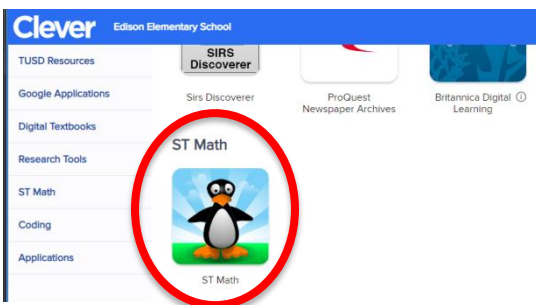 Clever Edison Elementary School
TUSD Resources
Google Applications
Digital Textbooks
Research Tools
ST Math
Coding
Applications
SIRS
Discoverer
Sirs Discoverer
ProQuest
Newspaper Archives
Britannica Digital
Learning
ST Math
ST Math